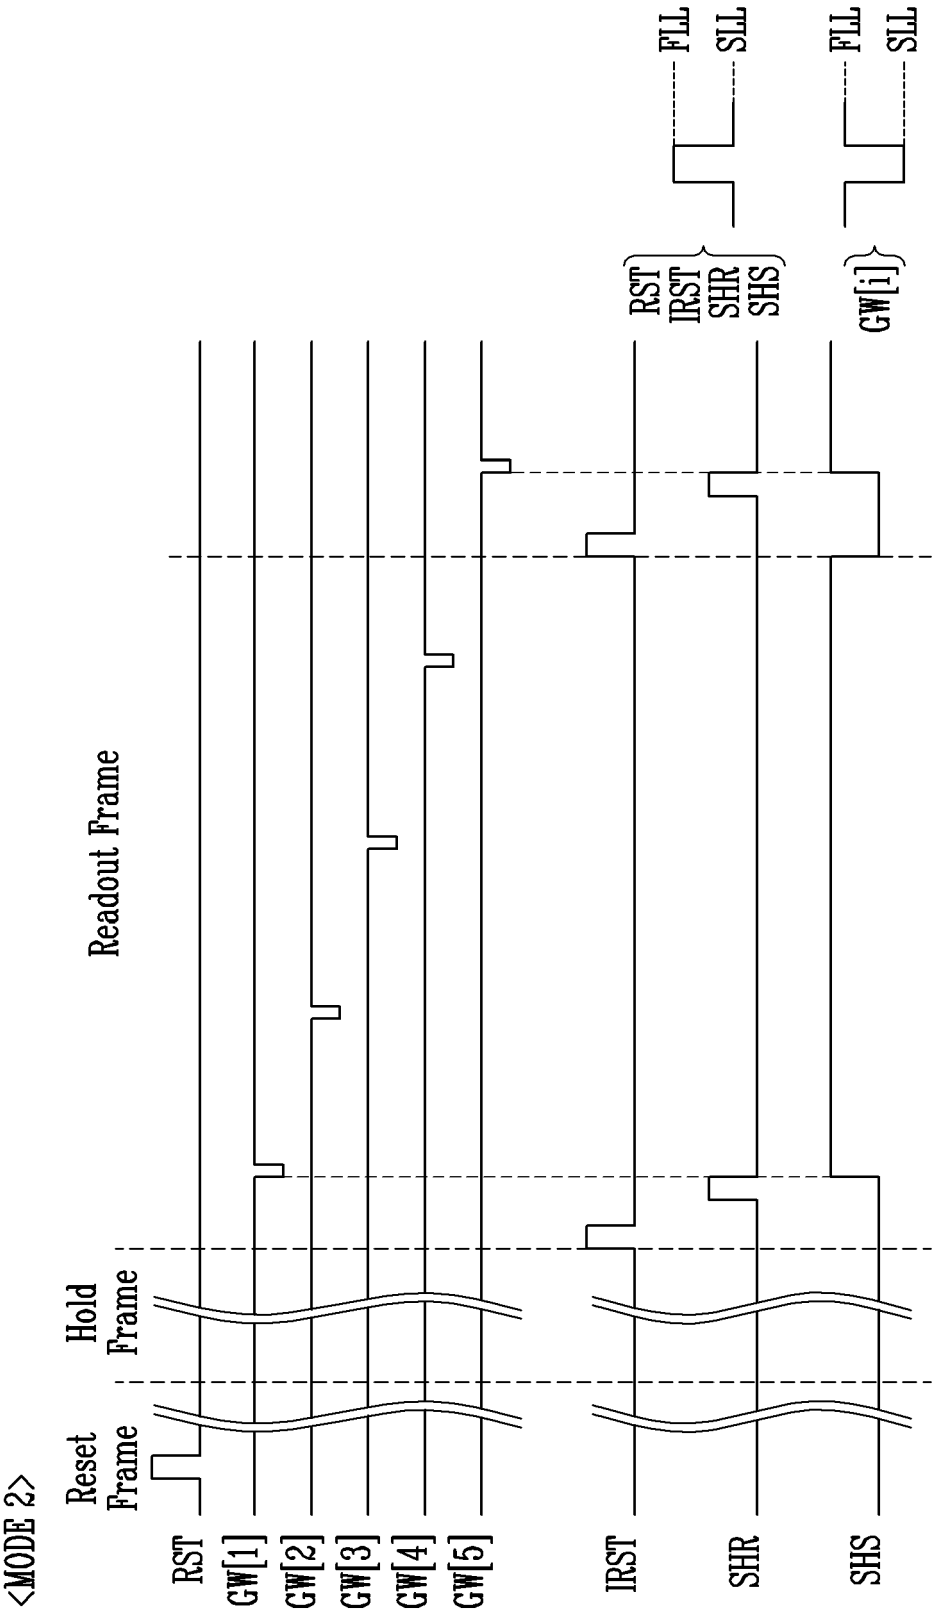 <MODE 2>
Reset
Frame
Hold
Frame
Readout Frame
RST
GW[1]
GW[2]
GW[3]
GW[4]
GW[5]
IRST
SHR
SHS
RST
IRST
SHR
SHS
FLL
SLL
GW[i]
FLL
SLL